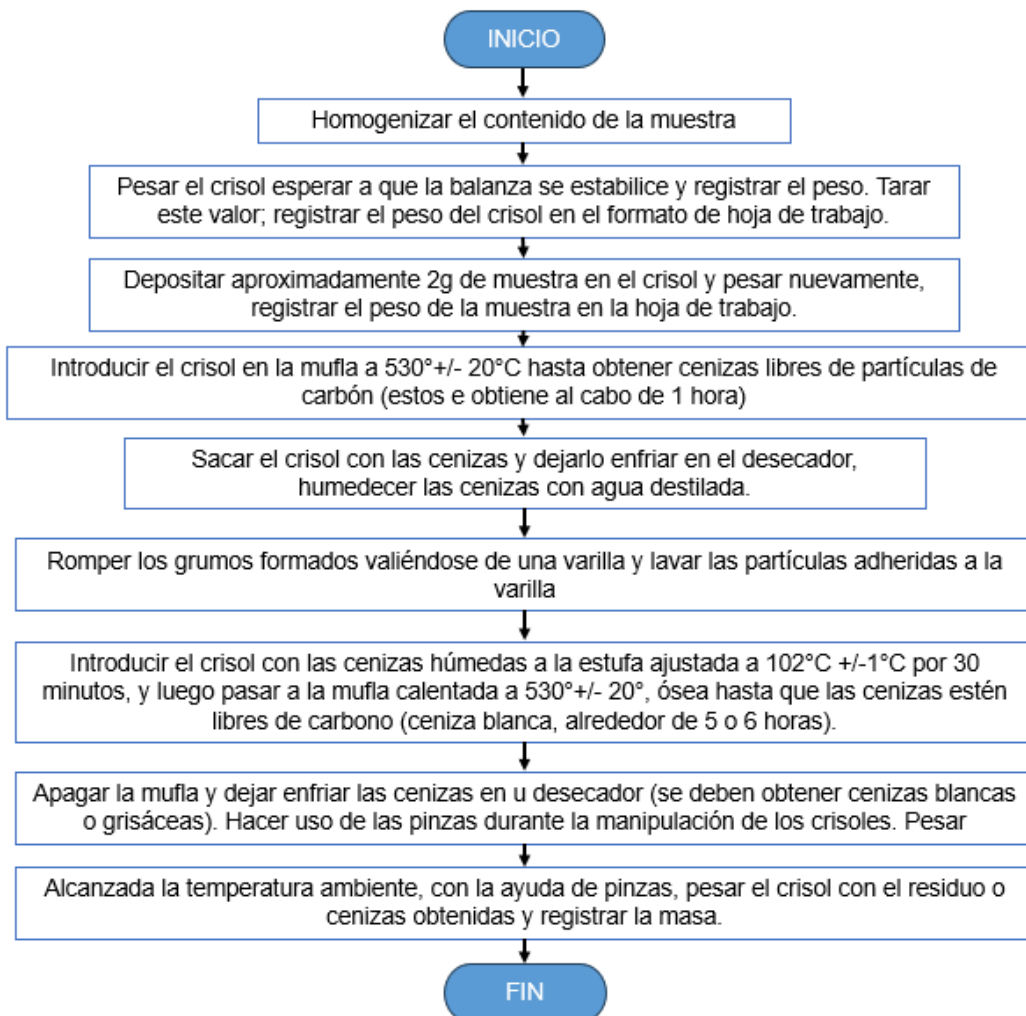 INICIO
Homogenizar el contenido de la muestra
Pesar el crisol esperar a que la balanza se estabilice y registrar el peso. Tarar
este valor; registrar el peso del crisol en el formato de hoja de trabajo.
Depositar aproximadamente 2g de muestra en el crisol y pesar nuevamente,
registrar el peso de la muestra en la hoja de trabajo.
Introducir el crisol en la mufla a 530°+/- 20°C hasta obtener cenizas libres de partículas de
carbón (estos e obtiene al cabo de 1 hora)
Sacar el crisol con las cenizas y dejarlo enfriar en el desecador,
humedecer las cenizas con agua destilada.
Romper los grumos formados valiéndose de una varilla y lavar las partículas adheridas a la
varilla
Introducir el crisol con las cenizas húmedas a la estufa ajustada a 102°C +/-1°C por 30
minutos, y luego pasar a la mufla calentada a 530°+/- 20°, ósea hasta que las cenizas estén
libres de carbono (ceniza blanca, alrededor de 5 o 6 horas).
Apagar la mufla y dejar enfriar las cenizas en u desecador (se deben obtener cenizas blancas
o grisáceas). Hacer uso de las pinzas durante la manipulación de los crisoles. Pesar
Alcanzada la temperatura ambiente, con la ayuda de pinzas, pesar el crisol con el residuo o
cenizas obtenidas y registrar la masa.
FIN